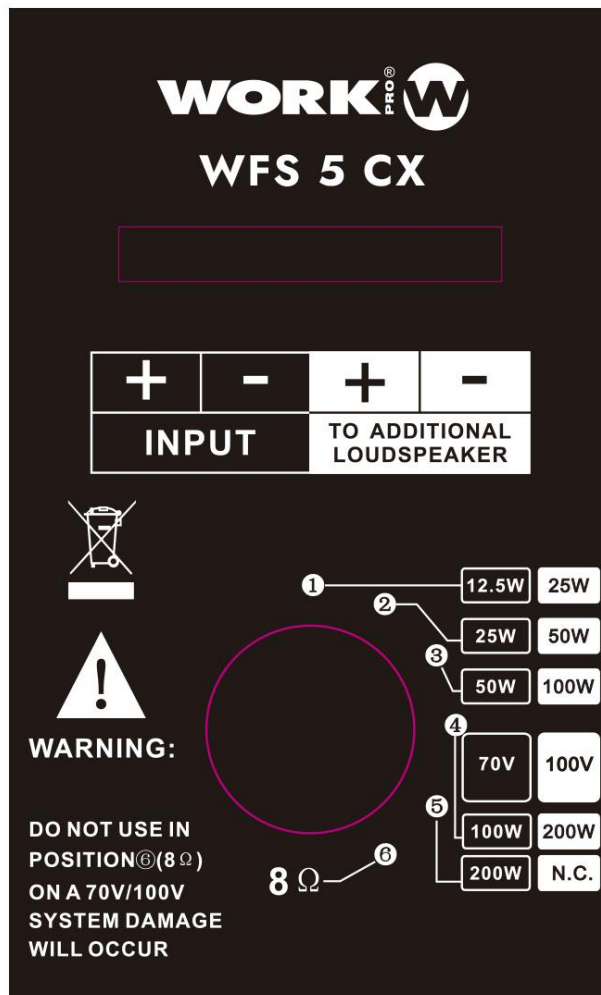 WORK PRO® W
WFS 5 CX
+ - + -
INPUT
TO ADDITIONAL
LOUDSPEAKER
① 12.5W 25W
② 25W 50W
③ 50W 100W
④
70V 100V
⑤
100W 200W
200W N.C.
8 Ω ⑥
WARNING:
DO NOT USE IN
POSITION⑥(8Ω)
ON A 70V/100V
SYSTEM DAMAGE
WILL OCCUR